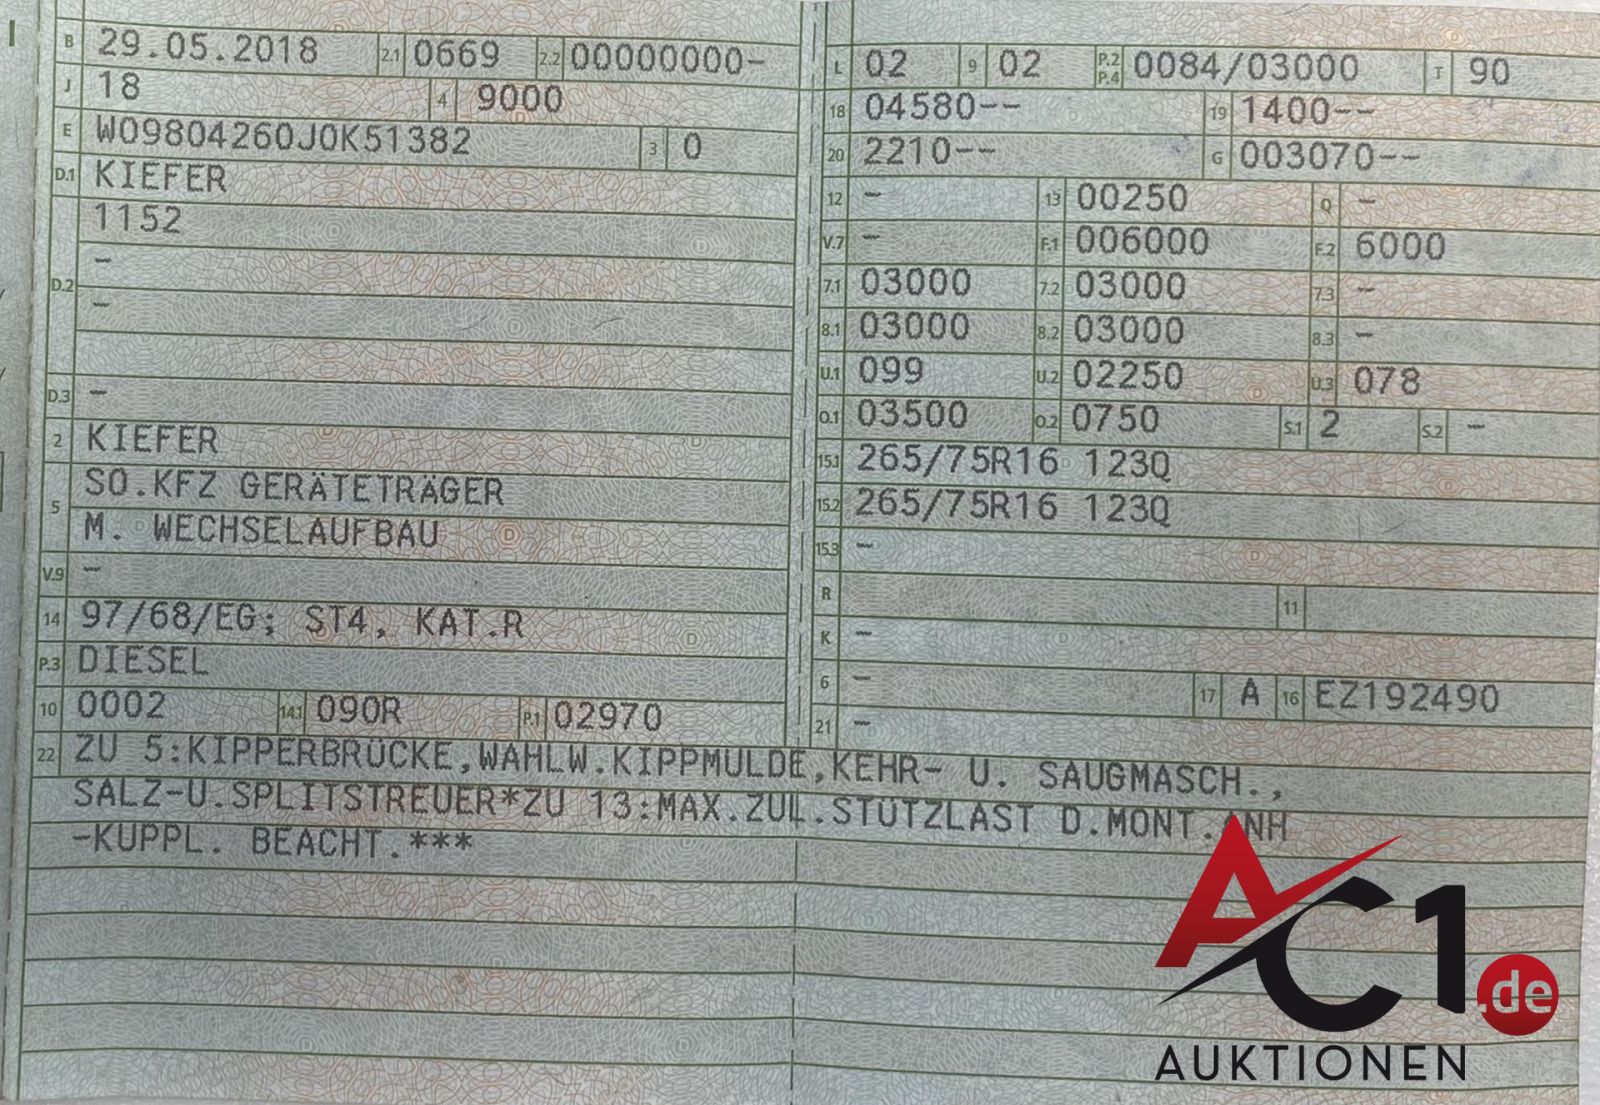 B 29.05.2018 2.1 0669 2.2 00000000-
J 18 4 9000
E W09804260J0K51382 3 0
D.1 KIEFER
D.2 1152
-
-
D.3 -
2 KIEFER
5 SO.KFZ GERÄTETRÄGER
M. WECHSELAUFBAU
V.9 -
14 97/68/EG; ST4, KAT.R
P.3 DIESEL
10 0002 14.1 090R P.1 02970
L 02 9 02 P.2 P.4 0084/03000 T 90
18 04580-- 19 1400--
20 2210-- G 003070--
12 - 13 00250 Q -
V.7 - F.1 006000 F.2 6000
7.1 03000 7.2 03000 7.3 -
8.1 03000 8.2 03000 8.3 -
U.1 099 U.2 02250 U.3 078
O.1 03500 O.2 0750 S.1 2 S.2 -
15.1 265/75R16 123Q
15.2 265/75R16 123Q
15.3 -
R 11
K -
6 - 17 A 16 EZ192490
21 -
22 ZU 5:KIPPERBRÜCKE,WAHLW.KIPPMULDE,KEHR- U. SAUGMASCH.,
SALZ-U.SPLITSTREUER*ZU 13:MAX.ZUL.STÜTZLAST D.MONT.ANH
-KUPPL. BEACHT.***
AC1.de
AUKTIONEN